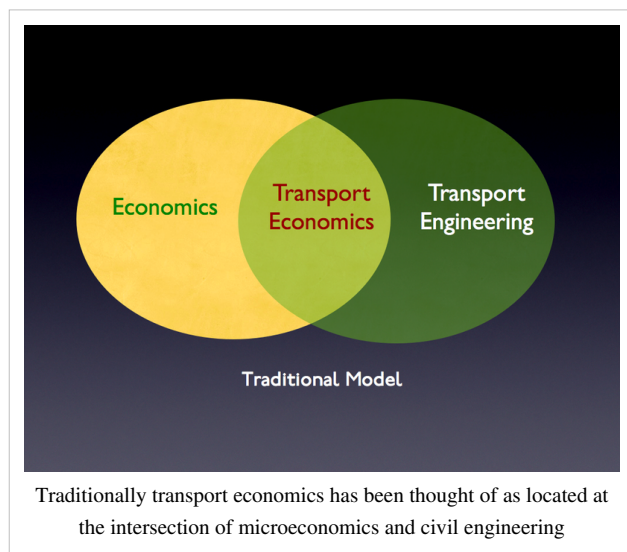 Economics
Transport
Economics
Transport
Engineering
Traditional Model
Traditionally transport economics has been thought of as located at
the intersection of microeconomics and civil engineering